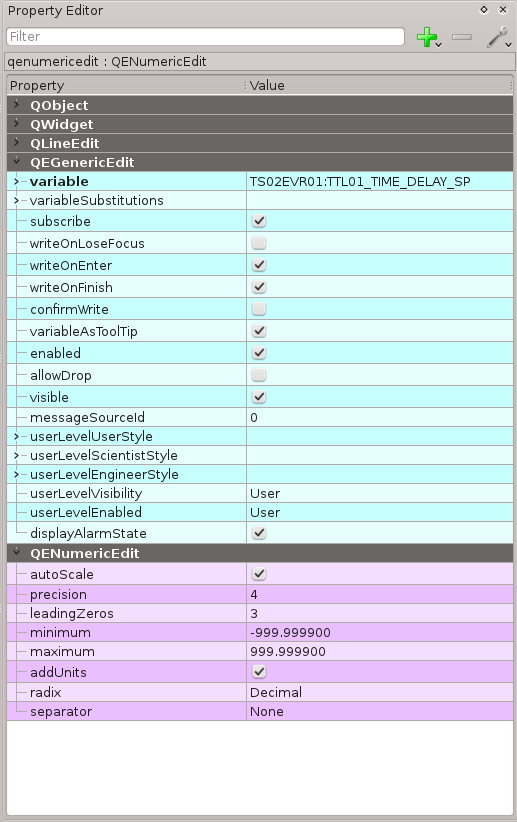 Property Editor
Filter
qenumericedit : QENumericEdit
Property Value
QObject
QWidget
QLineEdit
QEGenericEdit
variable TS02EVR01:TTL01_TIME_DELAY_SP
variableSubstitutions
subscribe
writeOnLoseFocus
writeOnEnter
writeOnFinish
confirmWrite
variableAsToolTip
enabled
allowDrop
visible
messageSourceId 0
userLevelUserStyle
userLevelScientistStyle
userLevelEngineerStyle
userLevelVisibility User
userLevelEnabled User
displayAlarmState
QENumericEdit
autoScale
precision 4
leadingZeros 3
minimum -999.999900
maximum 999.999900
addUnits
radix Decimal
separator None